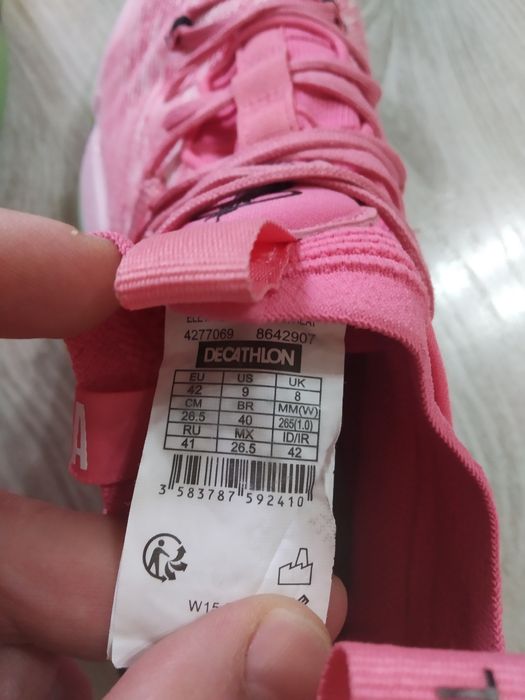 4277069 8642907
DECATHLON
EU US UK
42 9 8
CM BR MM(W)
26.5 40 265(1.0)
RU MX ID/IR
41 26.5 42
3 583787 592410
A